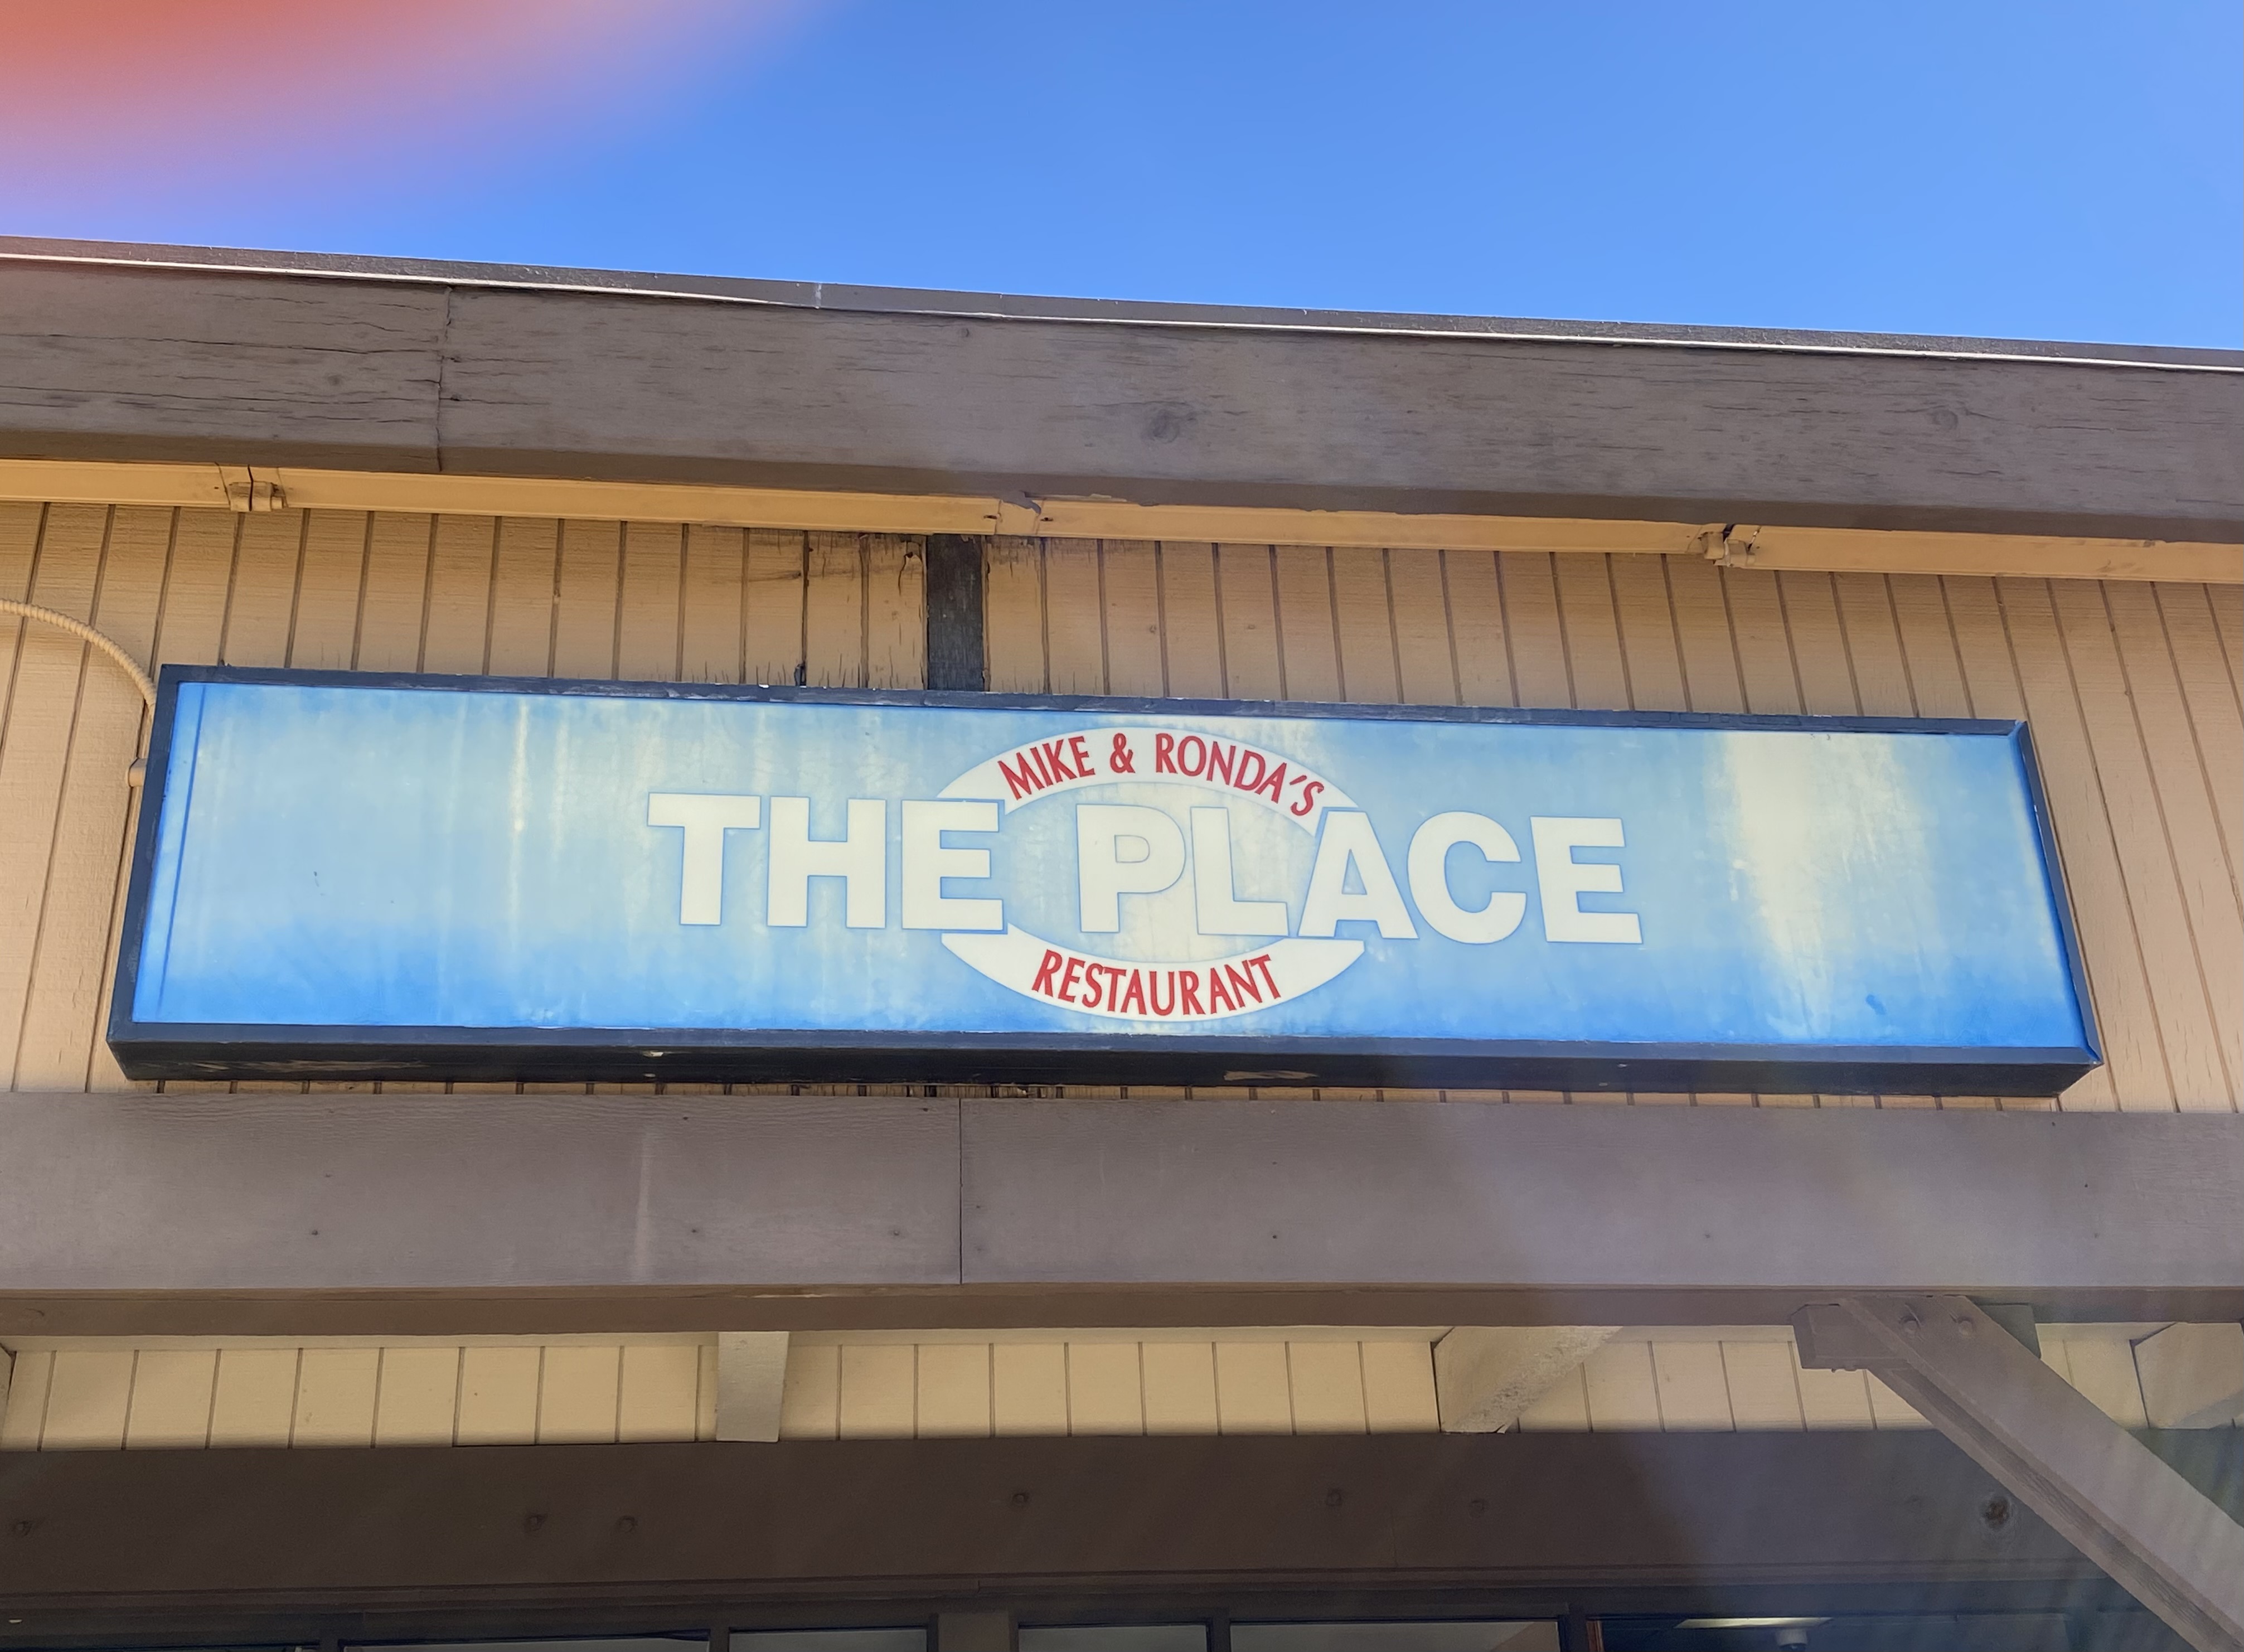 MIKE & RONDA'S
THE PLACE
RESTAURANT